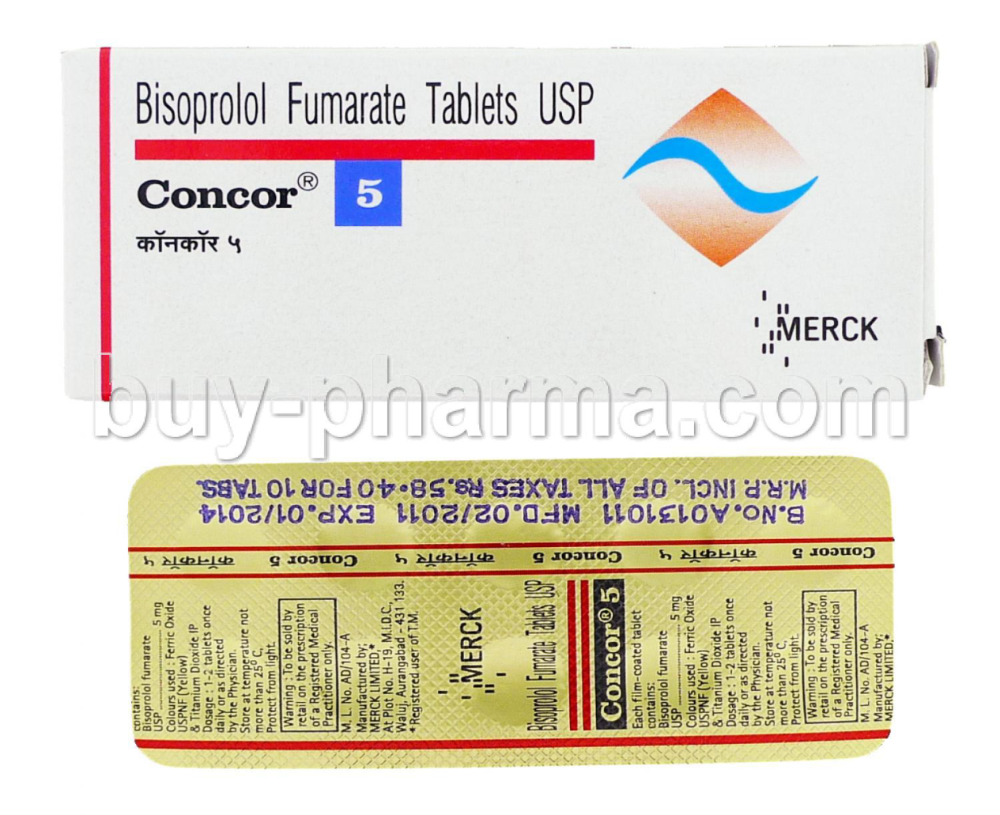 Bisoprolol Fumarate Tablets USP
Concor® 5
कॉनकॉर ५
MERCK
buy-pharma.com
B.No.A0131011 MFD.02/2011 EXP.01/2014
M.R.P. INCL. OF ALL TAXES Rs.58.40 FOR 10 TABS.
Concor 5 कॉनकॉर ५ Concor 5 कॉनकॉर ५ Concor 5 कॉनकॉर ५
contains:
Bisoprolol fumarate
USP ................ 5 mg
Colours used : Ferric Oxide
USPNF (Yellow)
& Titanium Dioxide IP
Dosage : 1-2 tablets once
daily or as directed
by the Physician.
Store at temperature not
more than 25° C,
Protect from light.
Warning : To be sold by
retail on the prescription
of a Registered Medical
Practitioner only.
M. L. No. AD/104-A
Manufactured by;
MERCK LIMITED,*
At Plot No. H-19, M.I.D.C.,
Waluj, Aurangabad - 431 133.
* Registered user of T.M.
MERCK
Bisoprolol Fumarate Tablets USP
Concor® 5
Each film-coated tablet
contains:
Bisoprolol fumarate
USP ................ 5 mg
Colours used : Ferric Oxide
USPNF (Yellow)
& Titanium Dioxide IP
Dosage : 1-2 tablets once
daily or as directed
by the Physician.
Store at temperature not
more than 25° C,
Protect from light.
Warning : To be sold by
retail on the prescription
of a Registered Medical
Practitioner only.
M. L. No. AD/104-A
Manufactured by;
MERCK LIMITED,*